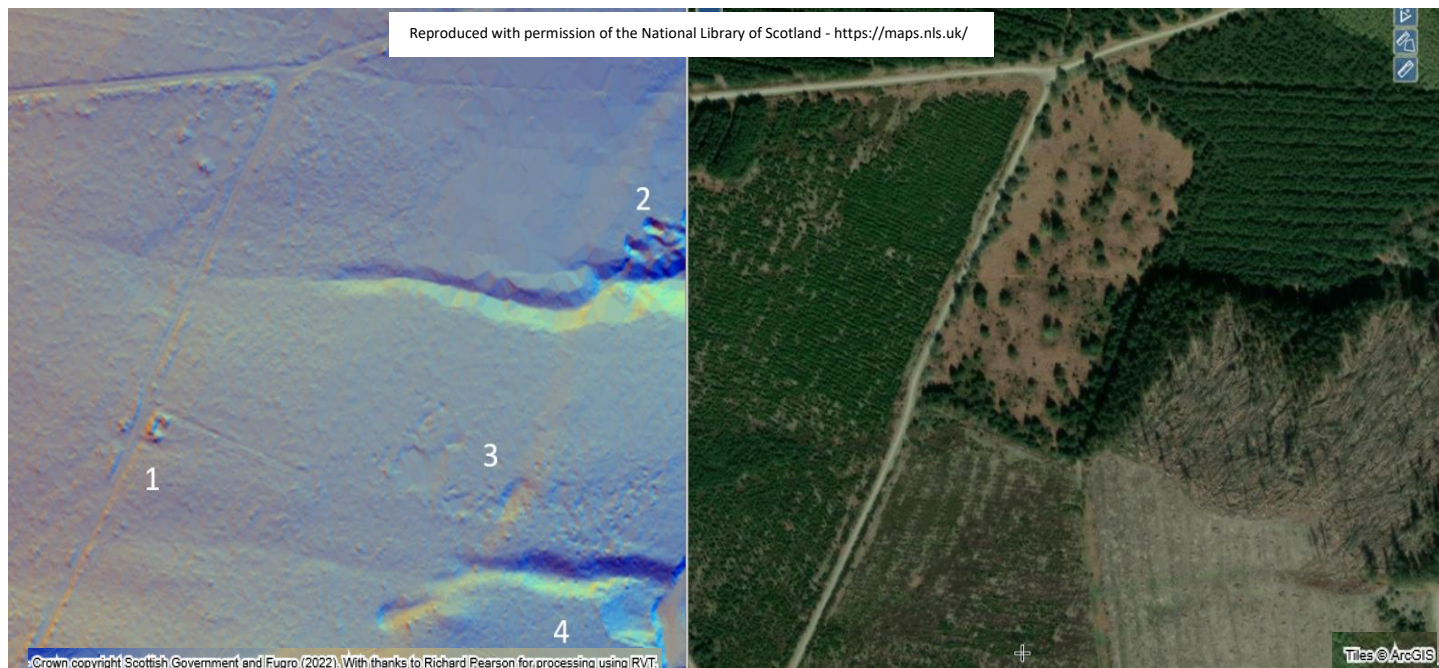 Reproduced with permission of the National Library of Scotland - https://maps.nls.uk/
2
3
1
4
Crown copyright Scottish Government and Fugro (2022). With thanks to Richard Pearson for processing using RVT.
Tiles © ArcGIS